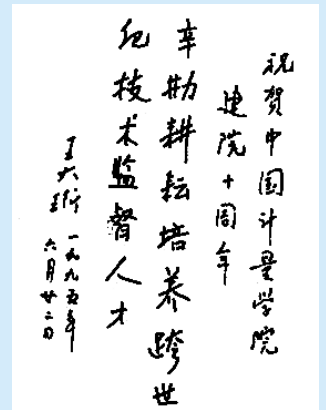 祝贺中国计量学院
建院十周年
辛勤耕耘培养跨世
纪技术监督人才
王大珩
一九九五年
六月廿二日